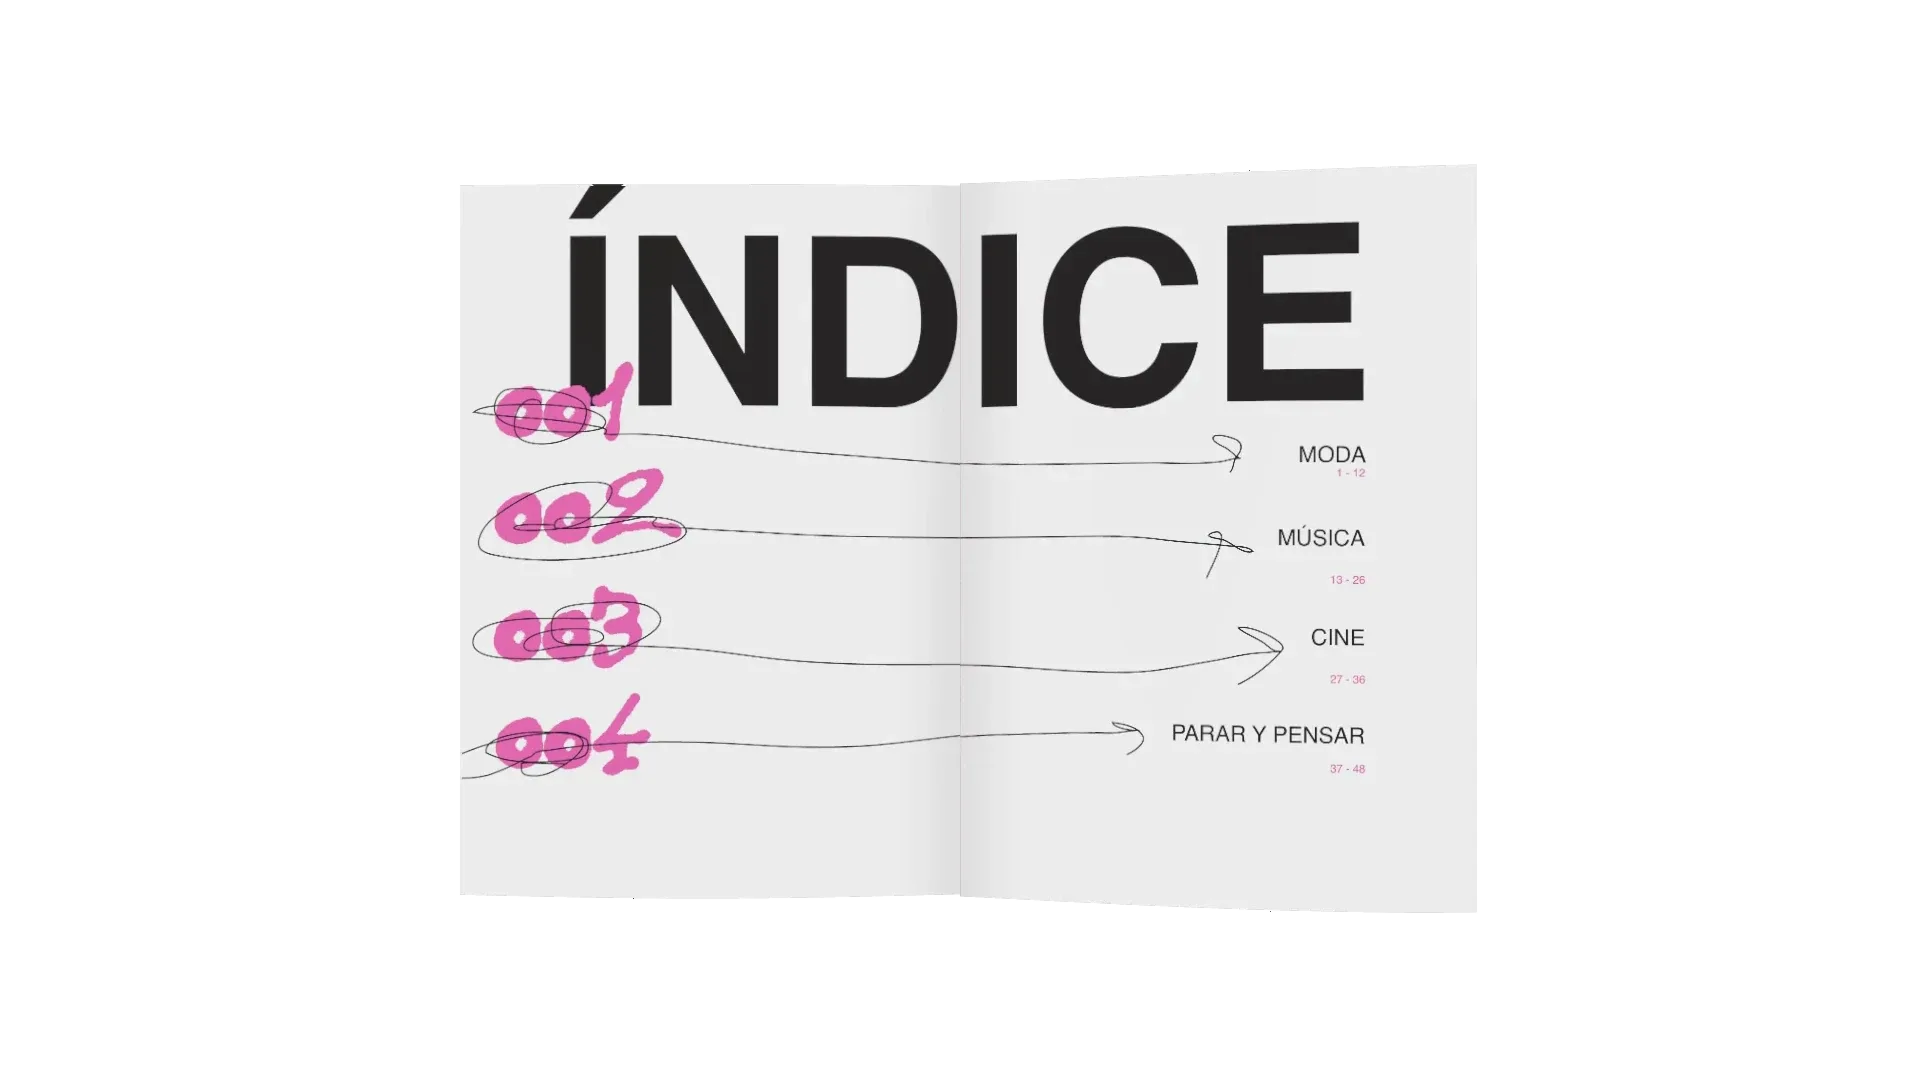 ÍNDICE
001
MODA
1 - 12
002
MÚSICA
13 - 26
003
CINE
27 - 36
004
PARAR Y PENSAR
37 - 48